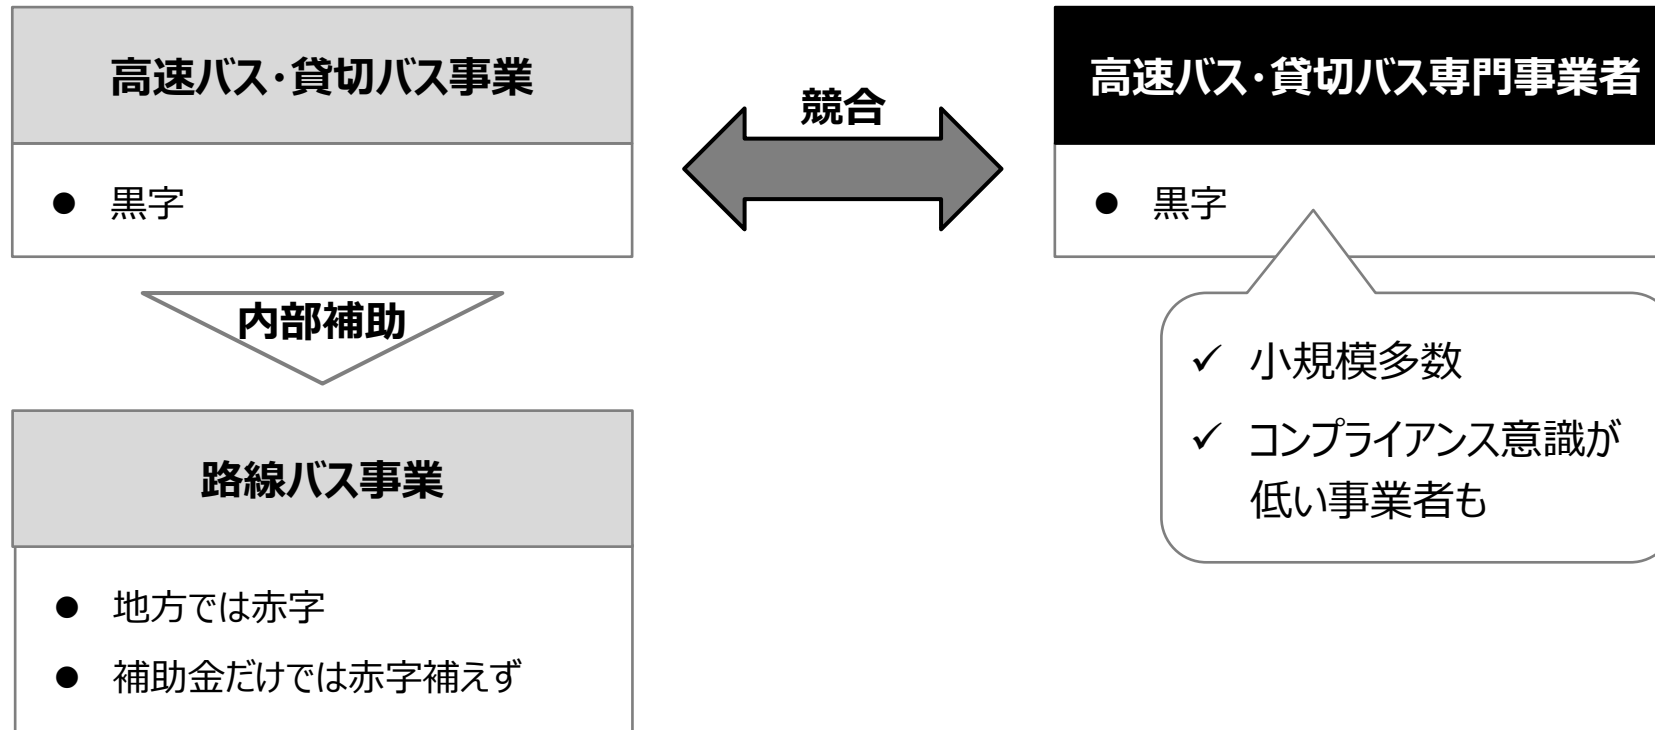 高速バス・貸切バス事業
● 黒字
競合
高速バス・貸切バス専門事業者
● 黒字
内部補助
✓ 小規模多数
✓ コンプライアンス意識が
低い事業者も
路線バス事業
● 地方では赤字
● 補助金だけでは赤字補えず